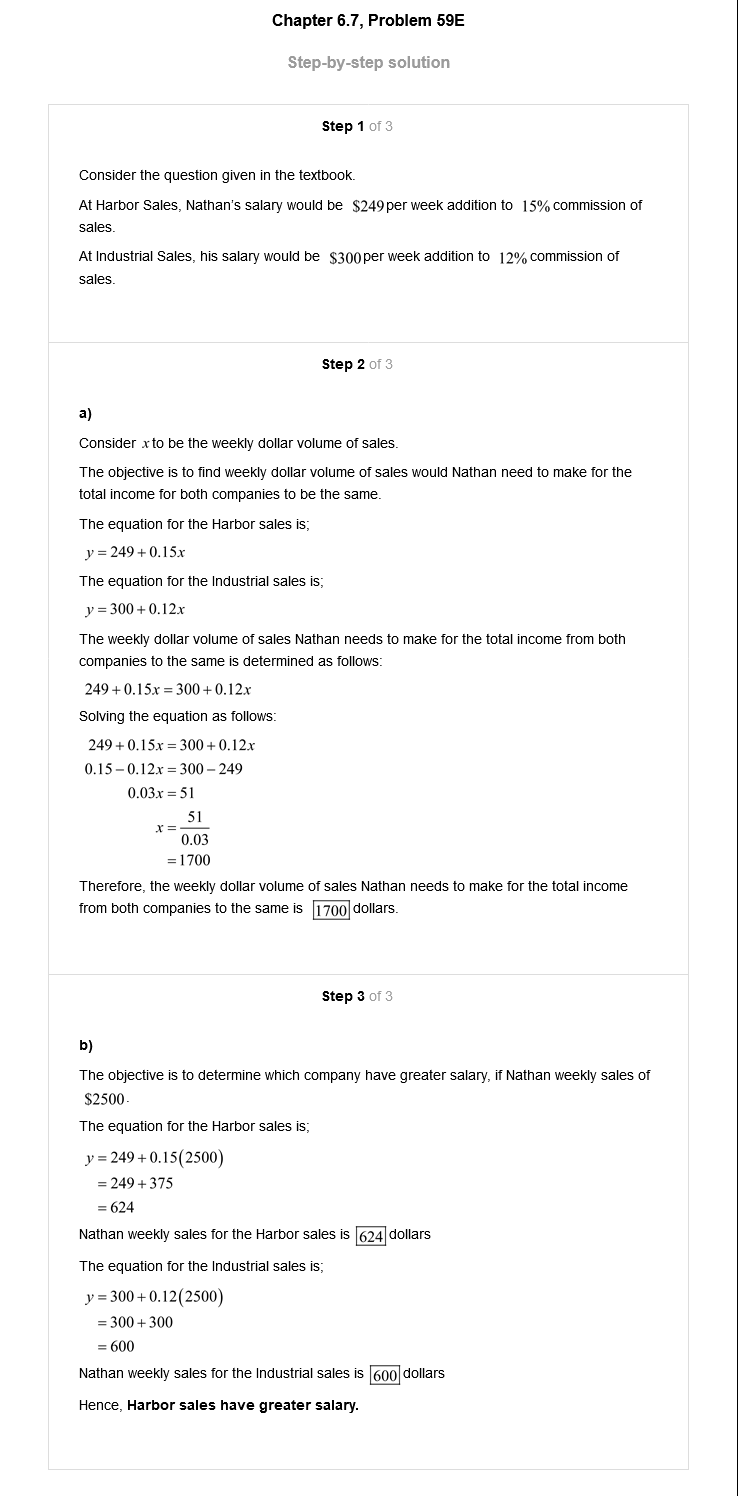 Chapter 6.7, Problem 59E
Step-by-step solution
Step 1 of 3
Consider the question given in the textbook.
At Harbor Sales, Nathan's salary would be $249 per week addition to 15% commission of
sales.
At Industrial Sales, his salary would be $300 per week addition to 12% commission of
sales.
Step 2 of 3
a)
Consider x to be the weekly dollar volume of sales.
The objective is to find weekly dollar volume of sales would Nathan need to make for the
total income for both companies to be the same.
The equation for the Harbor sales is;
y = 249 + 0.15x
The equation for the Industrial sales is;
y = 300 + 0.12x
The weekly dollar volume of sales Nathan needs to make for the total income from both
companies to the same is determined as follows:
249 + 0.15x = 300 + 0.12x
Solving the equation as follows:
249 + 0.15x = 300 + 0.12x
0.15 – 0.12x = 300 – 249
0.03x = 51
x = 51/0.03
= 1700
Therefore, the weekly dollar volume of sales Nathan needs to make for the total income
from both companies to the same is 1700 dollars.
Step 3 of 3
b)
The objective is to determine which company have greater salary, if Nathan weekly sales of
$2500.
The equation for the Harbor sales is;
y = 249 + 0.15(2500)
= 249 + 375
= 624
Nathan weekly sales for the Harbor sales is 624 dollars
The equation for the Industrial sales is;
y = 300 + 0.12(2500)
= 300 + 300
= 600
Nathan weekly sales for the Industrial sales is 600 dollars
Hence, Harbor sales have greater salary.